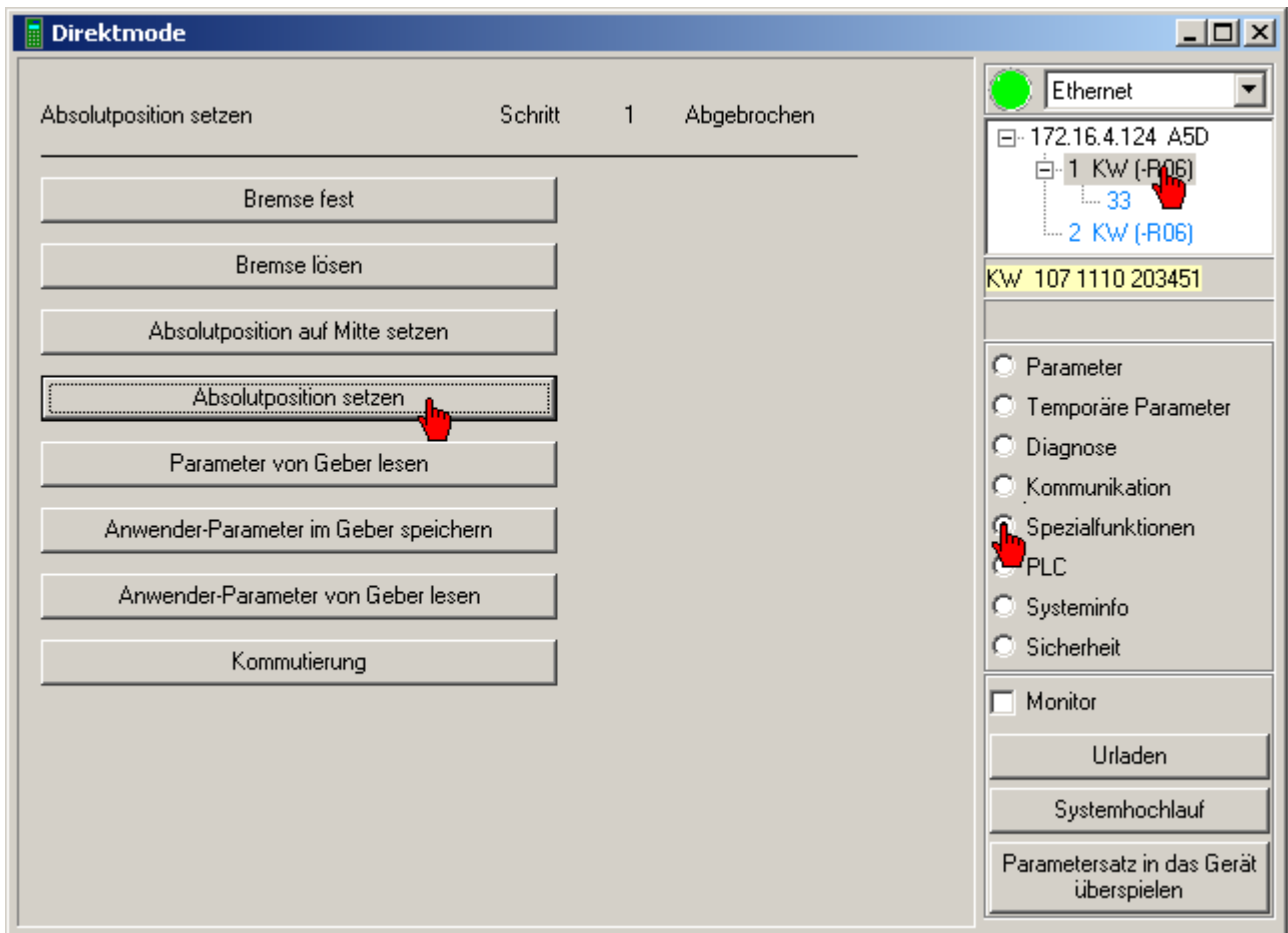 Direktmode
Absolutposition setzen Schritt 1 Abgebrochen
Bremse fest
Bremse lösen
Absolutposition auf Mitte setzen
Absolutposition setzen
Parameter von Geber lesen
Anwender-Parameter im Geber speichern
Anwender-Parameter von Geber lesen
Kommutierung
Ethernet
172.16.4.124 A5D
1 KW (-R06)
33
2 KW (-R06)
KW 107 1110 203451
Parameter
Temporäre Parameter
Diagnose
Kommunikation
Spezialfunktionen
PLC
Systeminfo
Sicherheit
Monitor
Urladen
Systemhochlauf
Parametersatz in das Gerät
überspielen